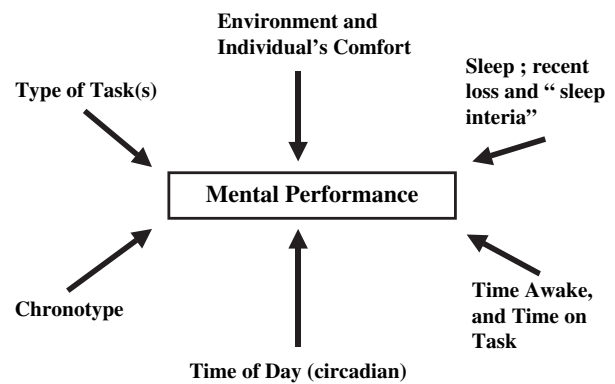 Environment and
Individual's Comfort
Type of Task(s)
Sleep ; recent
loss and “ sleep
interia”
Mental Performance
Chronotype
Time Awake,
and Time on
Task
Time of Day (circadian)